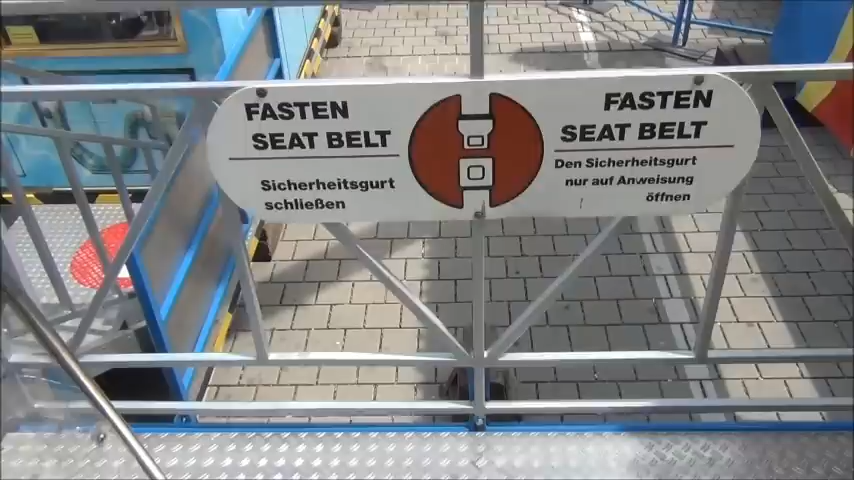 FASTEN
SEAT BELT
Sicherheitsgurt
schließen
FASTEN
SEAT BELT
Den Sicherheitsgurt
nur auf Anweisung
öffnen